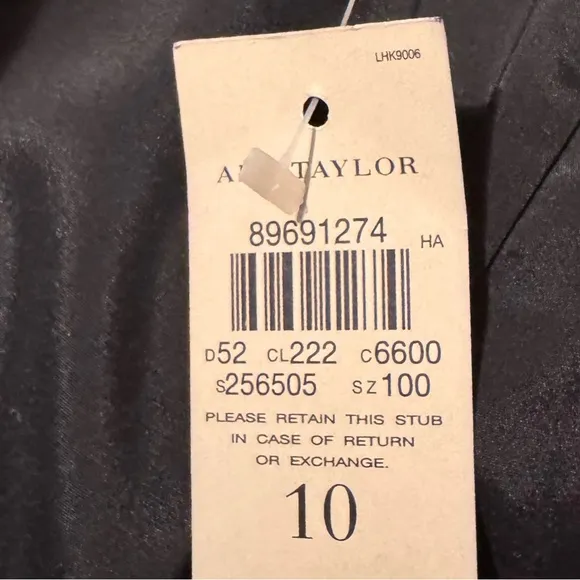 LHK9006
TAYLOR
89691274 HA
D52 CL222 C6600
S256505 SZ100
PLEASE RETAIN THIS STUB
IN CASE OF RETURN
OR EXCHANGE.
10